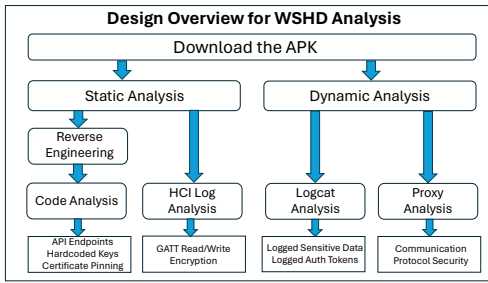 Design Overview for WSHD Analysis
Download the APK
Static Analysis
Dynamic Analysis
Reverse
Engineering
Code Analysis
HCI Log
Analysis
Logcat
Analysis
Proxy
Analysis
API Endpoints
Hardcoded Keys
Certificate Pinning
GATT Read/Write
Encryption
Logged Sensitive Data
Logged Auth Tokens
Communication
Protocol Security